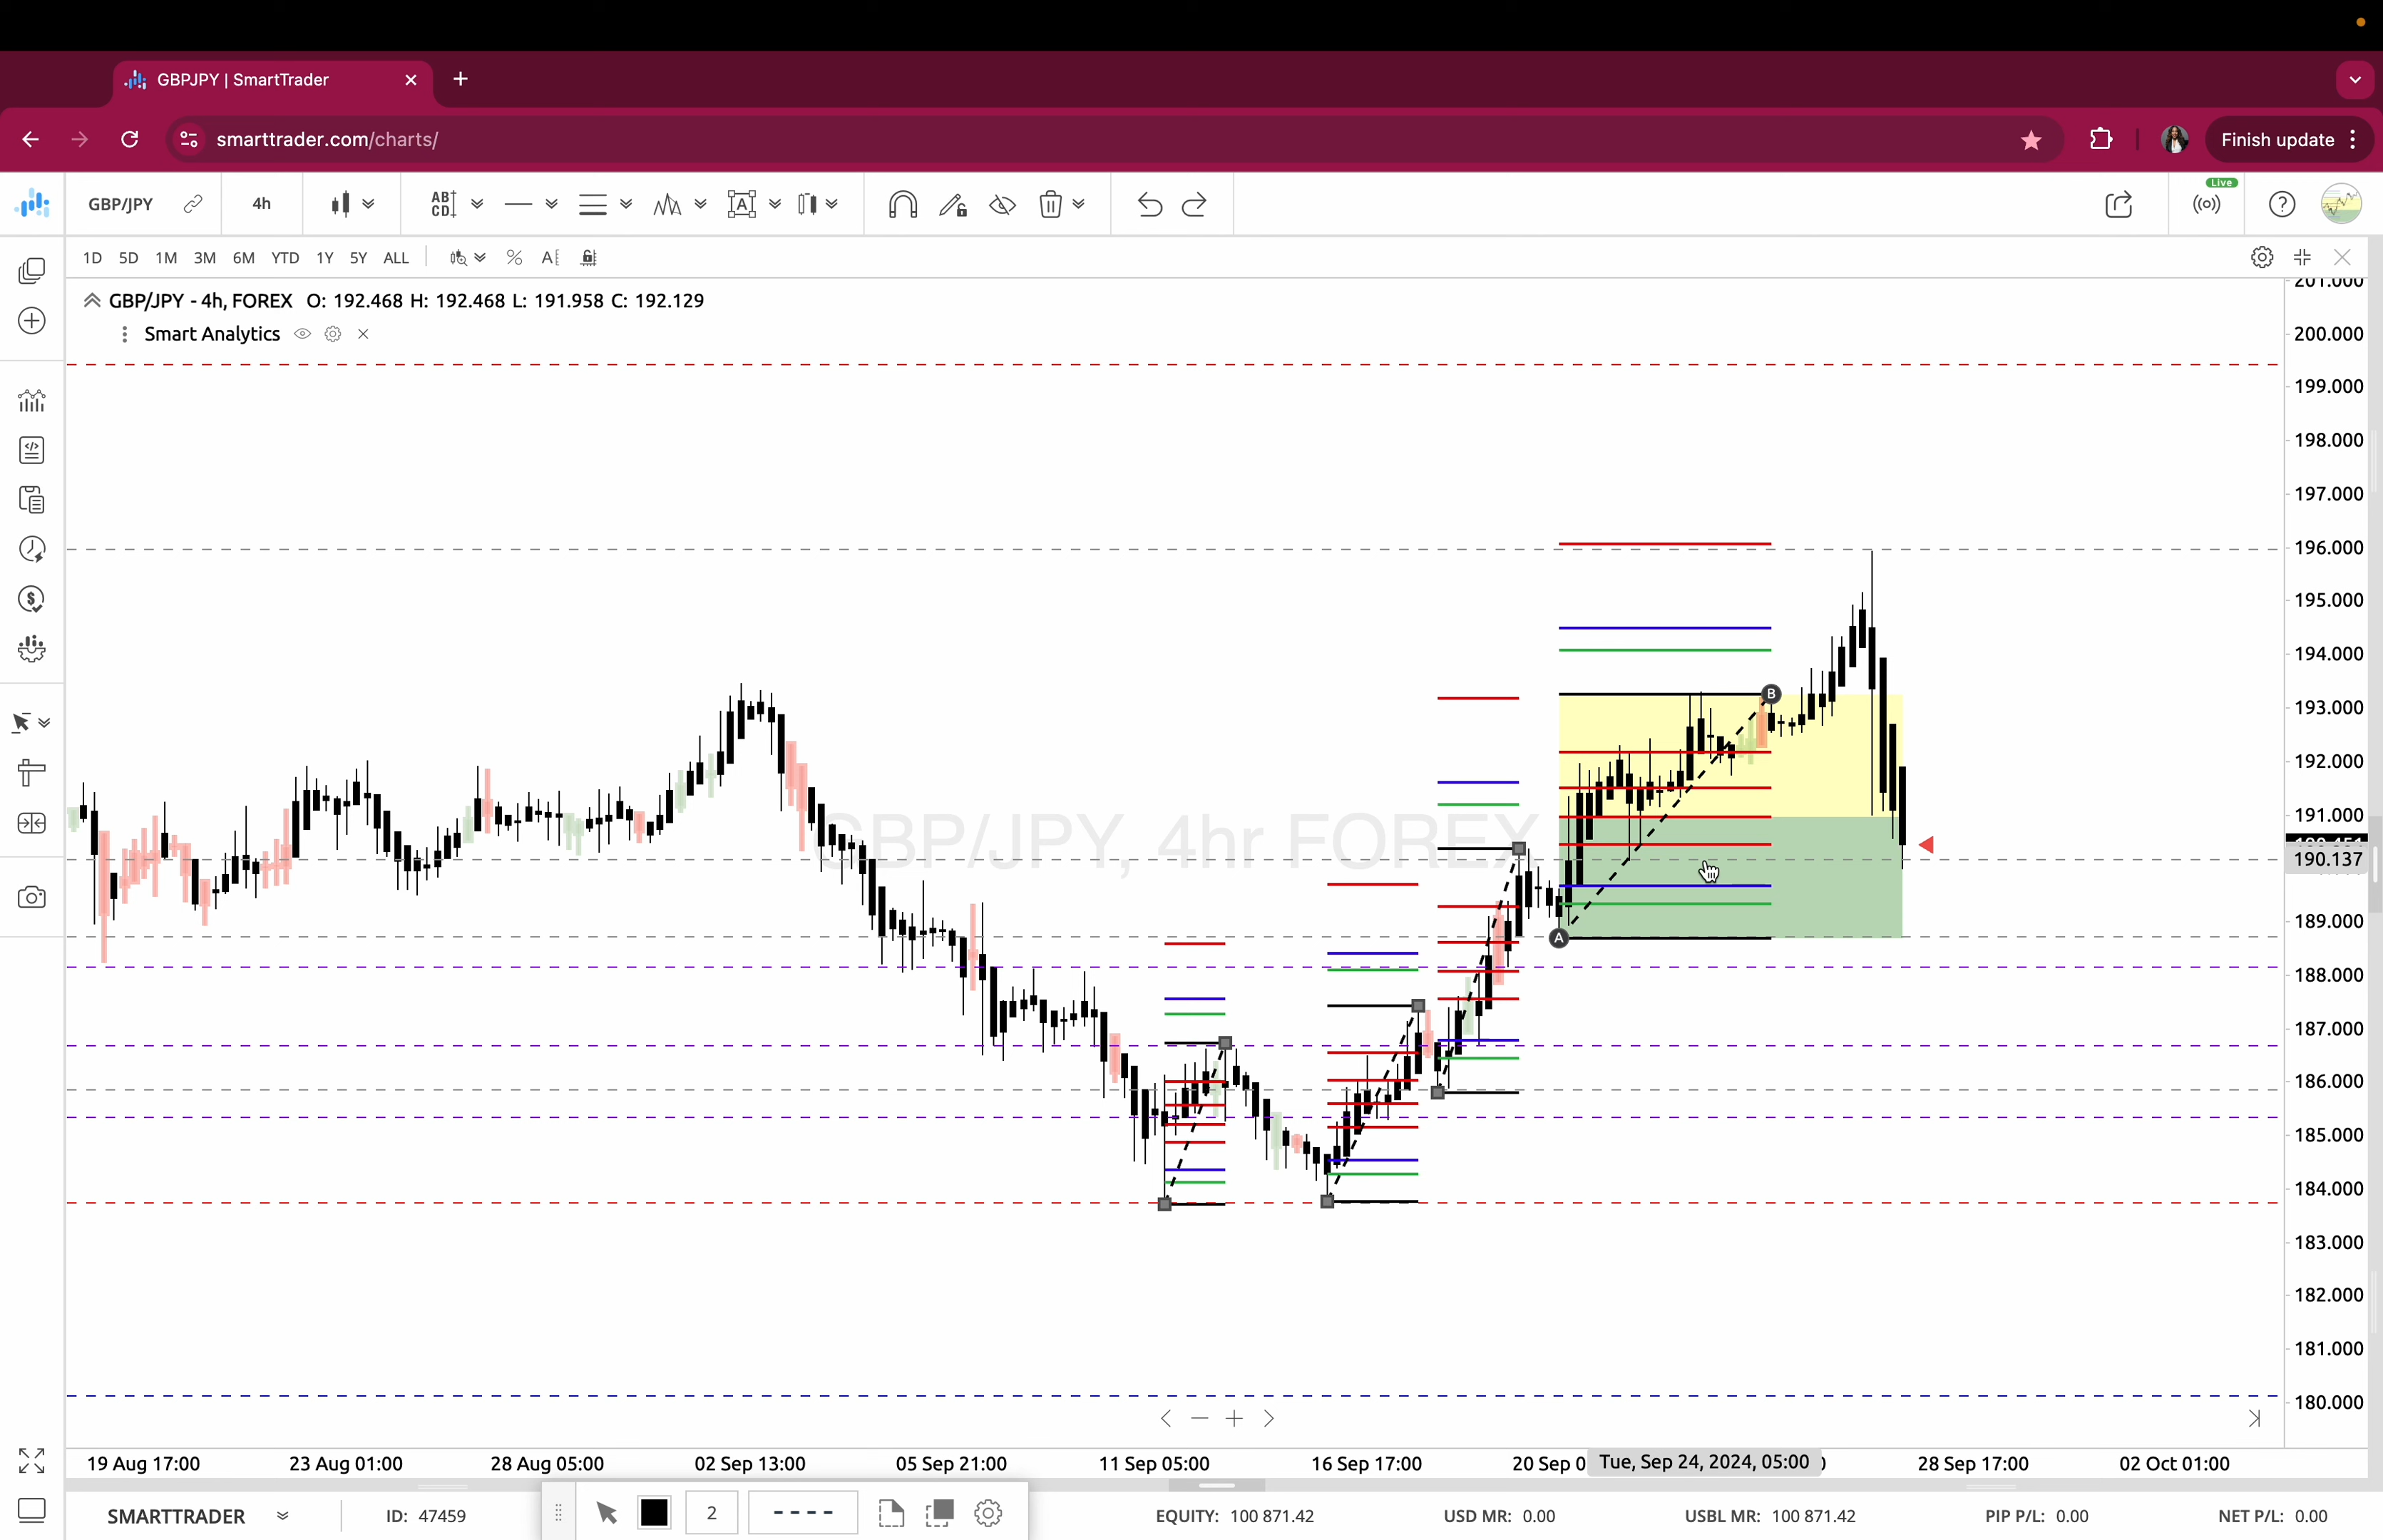 GBPJPY | SmartTrader
smarttrader.com/charts/
Finish update
GBP/JPY
4h
AB
CD
A
Live
1D 5D 1M 3M 6M YTD 1Y 5Y ALL
%
A
GBP/JPY - 4h, FOREX O: 192.468 H: 192.468 L: 191.958 C: 192.129
Smart Analytics
201.000
200.000
199.000
198.000
197.000
196.000
195.000
194.000
193.000
192.000
191.000
190.137
189.000
188.000
187.000
186.000
185.000
184.000
183.000
182.000
181.000
180.000
GBP/JPY, 4hr FOREX
B
A
19 Aug 17:00
23 Aug 01:00
28 Aug 05:00
02 Sep 13:00
05 Sep 21:00
11 Sep 05:00
16 Sep 17:00
20 Sep 0
Tue, Sep 24, 2024, 05:00
28 Sep 17:00
02 Oct 01:00
SMARTTRADER
ID: 47459
2
EQUITY: 100 871.42
USD MR: 0.00
USBL MR: 100 871.42
PIP P/L: 0.00
NET P/L: 0.00